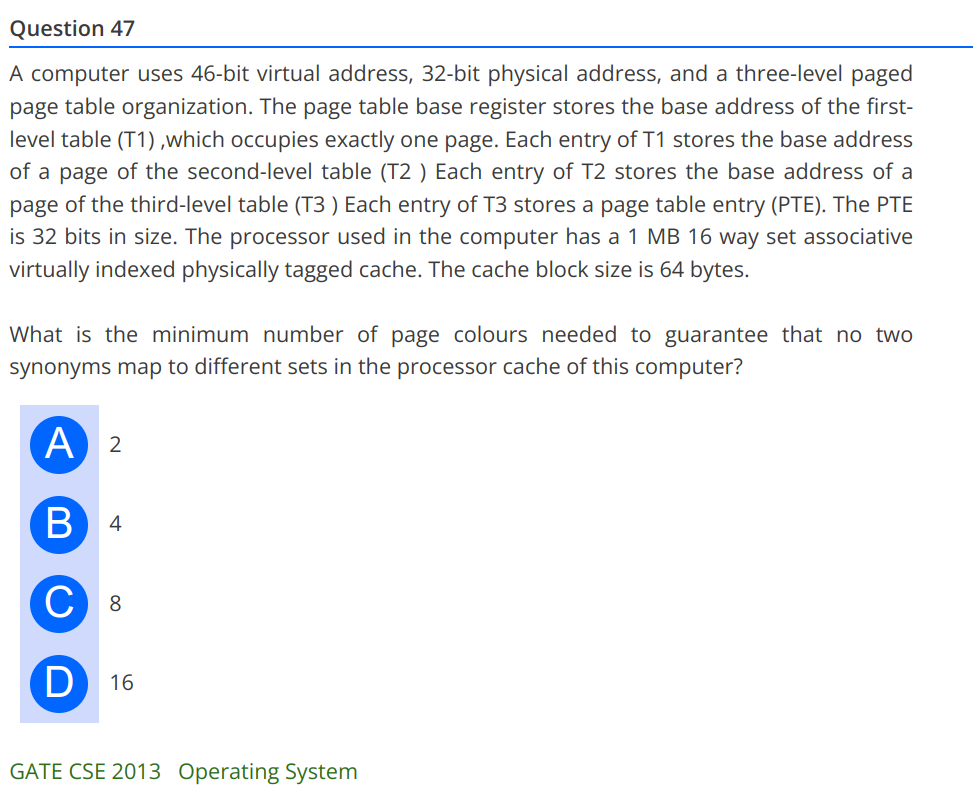 Question 47
A computer uses 46-bit virtual address, 32-bit physical address, and a three-level paged
page table organization. The page table base register stores the base address of the first-
level table (T1) ,which occupies exactly one page. Each entry of T1 stores the base address
of a page of the second-level table (T2 ) Each entry of T2 stores the base address of a
page of the third-level table (T3 ) Each entry of T3 stores a page table entry (PTE). The PTE
is 32 bits in size. The processor used in the computer has a 1 MB 16 way set associative
virtually indexed physically tagged cache. The cache block size is 64 bytes.
What is the minimum number of page colours needed to guarantee that no two
synonyms map to different sets in the processor cache of this computer?
A 2
B 4
C 8
D 16
GATE CSE 2013 Operating System